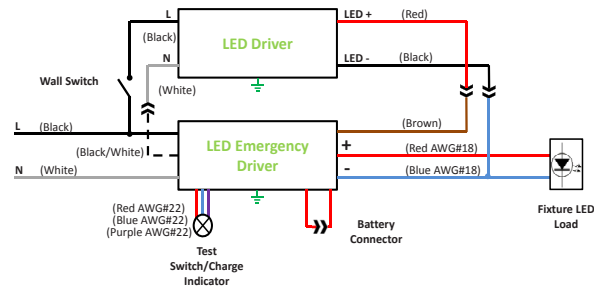 L
LED +
(Red)
(Black)
LED Driver
N
LED -
(Black)
Wall Switch
(White)
L
(Black)
(Brown)
LED Emergency
Driver
+
(Red AWG#18)
(Black/White)
N
(White)
-
(Blue AWG#18)
(Red AWG#22)
(Blue AWG#22)
(Purple AWG#22)
Battery
Connector
Fixture LED
Load
Test
Switch/Charge
Indicator